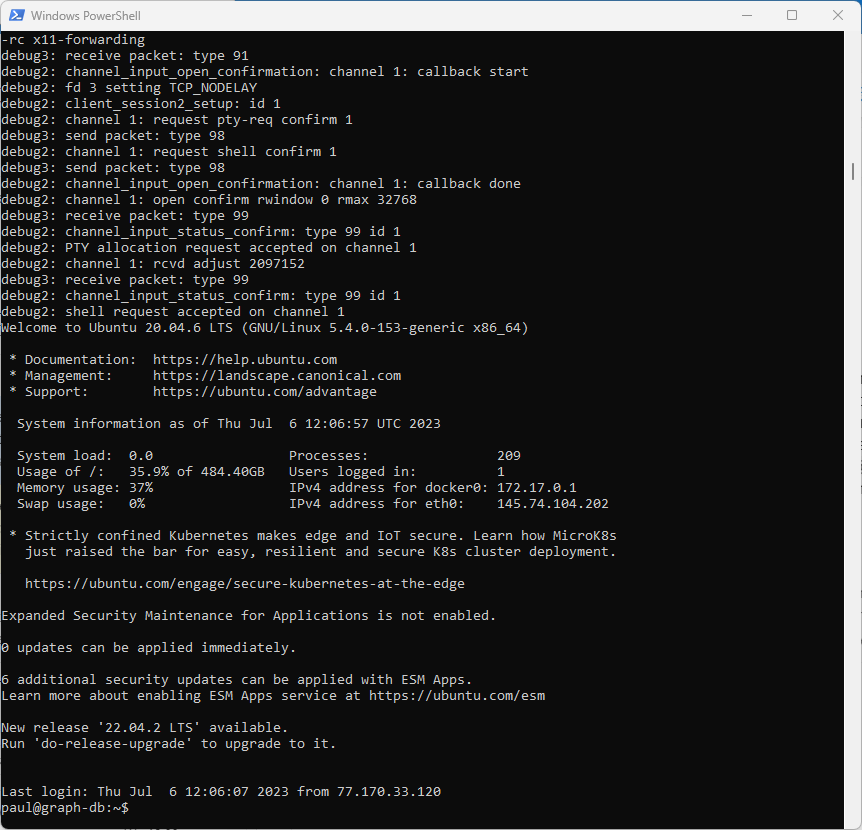 Windows PowerShell
-rc x11-forwarding
debug3: receive packet: type 91
debug2: channel_input_open_confirmation: channel 1: callback start
debug2: fd 3 setting TCP_NODELAY
debug2: client_session2_setup: id 1
debug2: channel 1: request pty-req confirm 1
debug3: send packet: type 98
debug2: channel 1: request shell confirm 1
debug3: send packet: type 98
debug2: channel_input_open_confirmation: channel 1: callback done
debug2: channel 1: open confirm rwindow 0 rmax 32768
debug3: receive packet: type 99
debug2: channel_input_status_confirm: type 99 id 1
debug2: PTY allocation request accepted on channel 1
debug2: channel 1: rcvd adjust 2097152
debug3: receive packet: type 99
debug2: channel_input_status_confirm: type 99 id 1
debug2: shell request accepted on channel 1
Welcome to Ubuntu 20.04.6 LTS (GNU/Linux 5.4.0-153-generic x86_64)

 * Documentation:  https://help.ubuntu.com
 * Management:     https://landscape.canonical.com
 * Support:        https://ubuntu.com/advantage

  System information as of Thu Jul  6 12:06:57 UTC 2023

  System load:  0.0                 Processes:                209
  Usage of /:   35.9% of 484.40GB   Users logged in:          1
  Memory usage: 37%                 IPv4 address for docker0: 172.17.0.1
  Swap usage:   0%                  IPv4 address for eth0:    145.74.104.202

 * Strictly confined Kubernetes makes edge and IoT secure. Learn how MicroK8s
   just raised the bar for easy, resilient and secure K8s cluster deployment.

   https://ubuntu.com/engage/secure-kubernetes-at-the-edge

Expanded Security Maintenance for Applications is not enabled.

0 updates can be applied immediately.

6 additional security updates can be applied with ESM Apps.
Learn more about enabling ESM Apps service at https://ubuntu.com/esm

New release '22.04.2 LTS' available.
Run 'do-release-upgrade' to upgrade to it.


Last login: Thu Jul  6 12:06:07 2023 from 77.170.33.120
paul@graph-db:~$